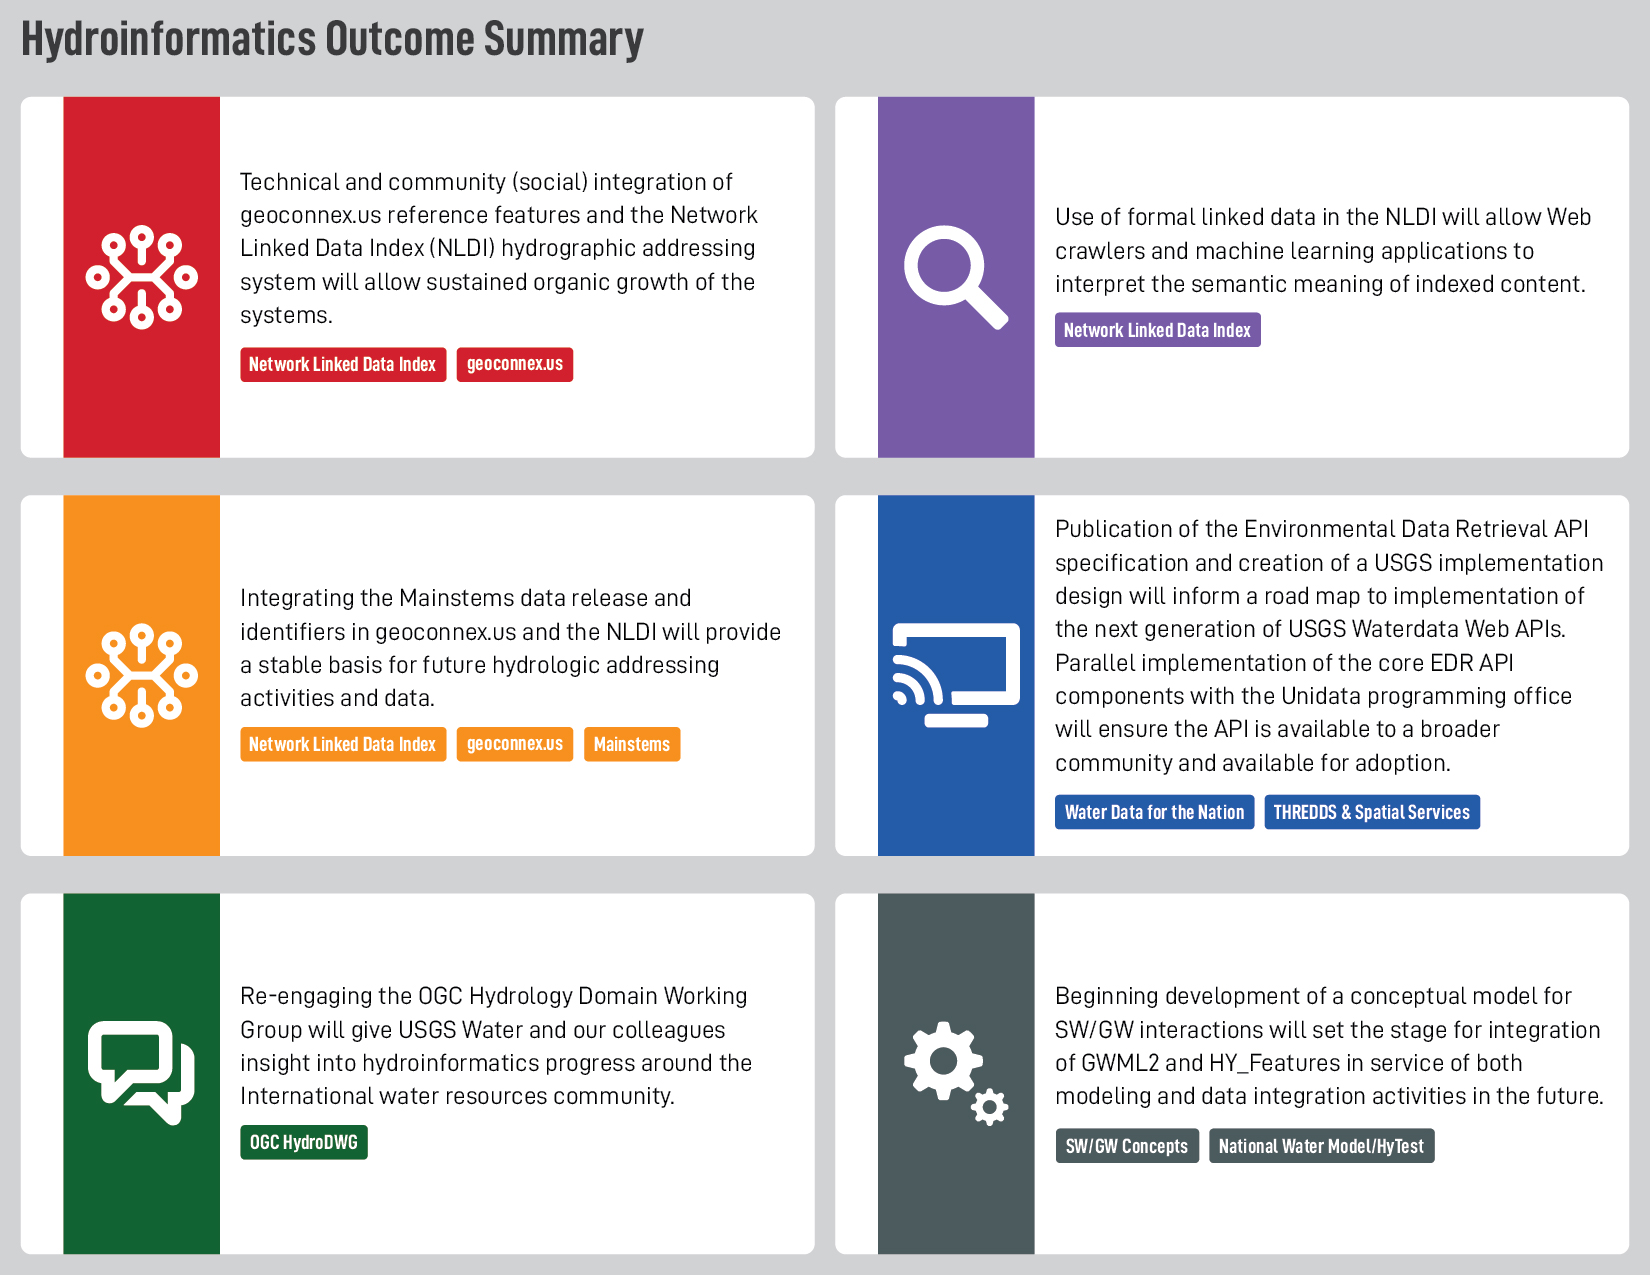 Hydroinformatics Outcome Summary
Technical and community (social) integration of
geoconnex.us reference features and the Network
Linked Data Index (NLDI) hydrographic addressing
system will allow sustained organic growth of the
systems.
Network Linked Data Index geoconnex.us
Use of formal linked data in the NLDI will allow Web
crawlers and machine learning applications to
interpret the semantic meaning of indexed content.
Network Linked Data Index
Integrating the Mainstems data release and
identifiers in geoconnex.us and the NLDI will provide
a stable basis for future hydrologic addressing
activities and data.
Network Linked Data Index geoconnex.us Mainstems
Publication of the Environmental Data Retrieval API
specification and creation of a USGS implementation
design will inform a road map to implementation of
the next generation of USGS Waterdata Web APIs.
Parallel implementation of the core EDR API
components with the Unidata programming office
will ensure the API is available to a broader
community and available for adoption.
Water Data for the Nation THREDDS & Spatial Services
Re-engaging the OGC Hydrology Domain Working
Group will give USGS Water and our colleagues
insight into hydroinformatics progress around the
International water resources community.
OGC HydroDWG
Beginning development of a conceptual model for
SW/GW interactions will set the stage for integration
of GWML2 and HY_Features in service of both
modeling and data integration activities in the future.
SW/GW Concepts National Water Model/HyTest